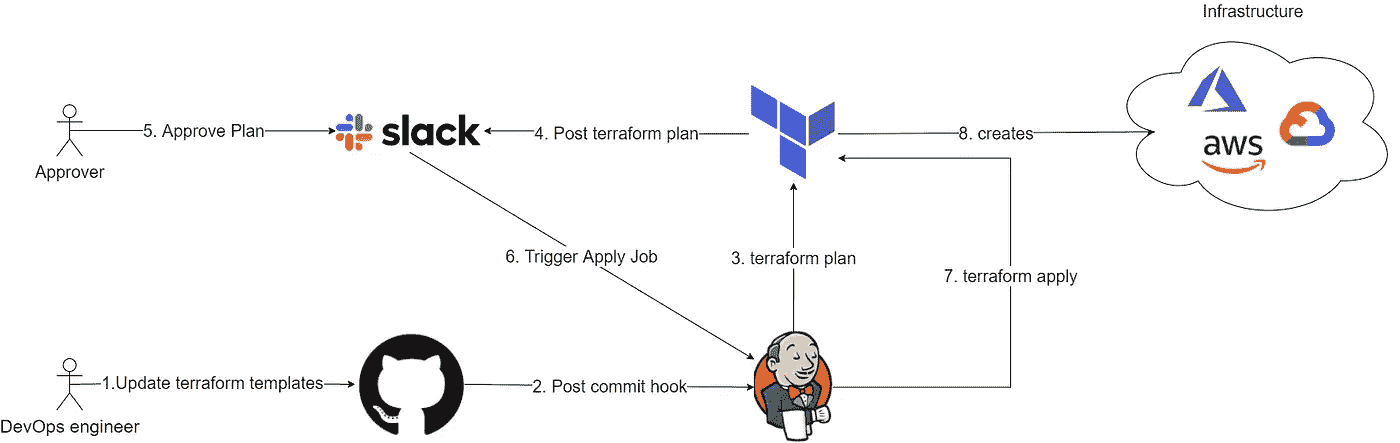 Infrastructure
5. Approve Plan
slack
4. Post terraform plan
8. creates
aws
Approver
6. Trigger Apply Job
3. terraform plan
7. terraform apply
1.Update terraform templates
2. Post commit hook
DevOps engineer